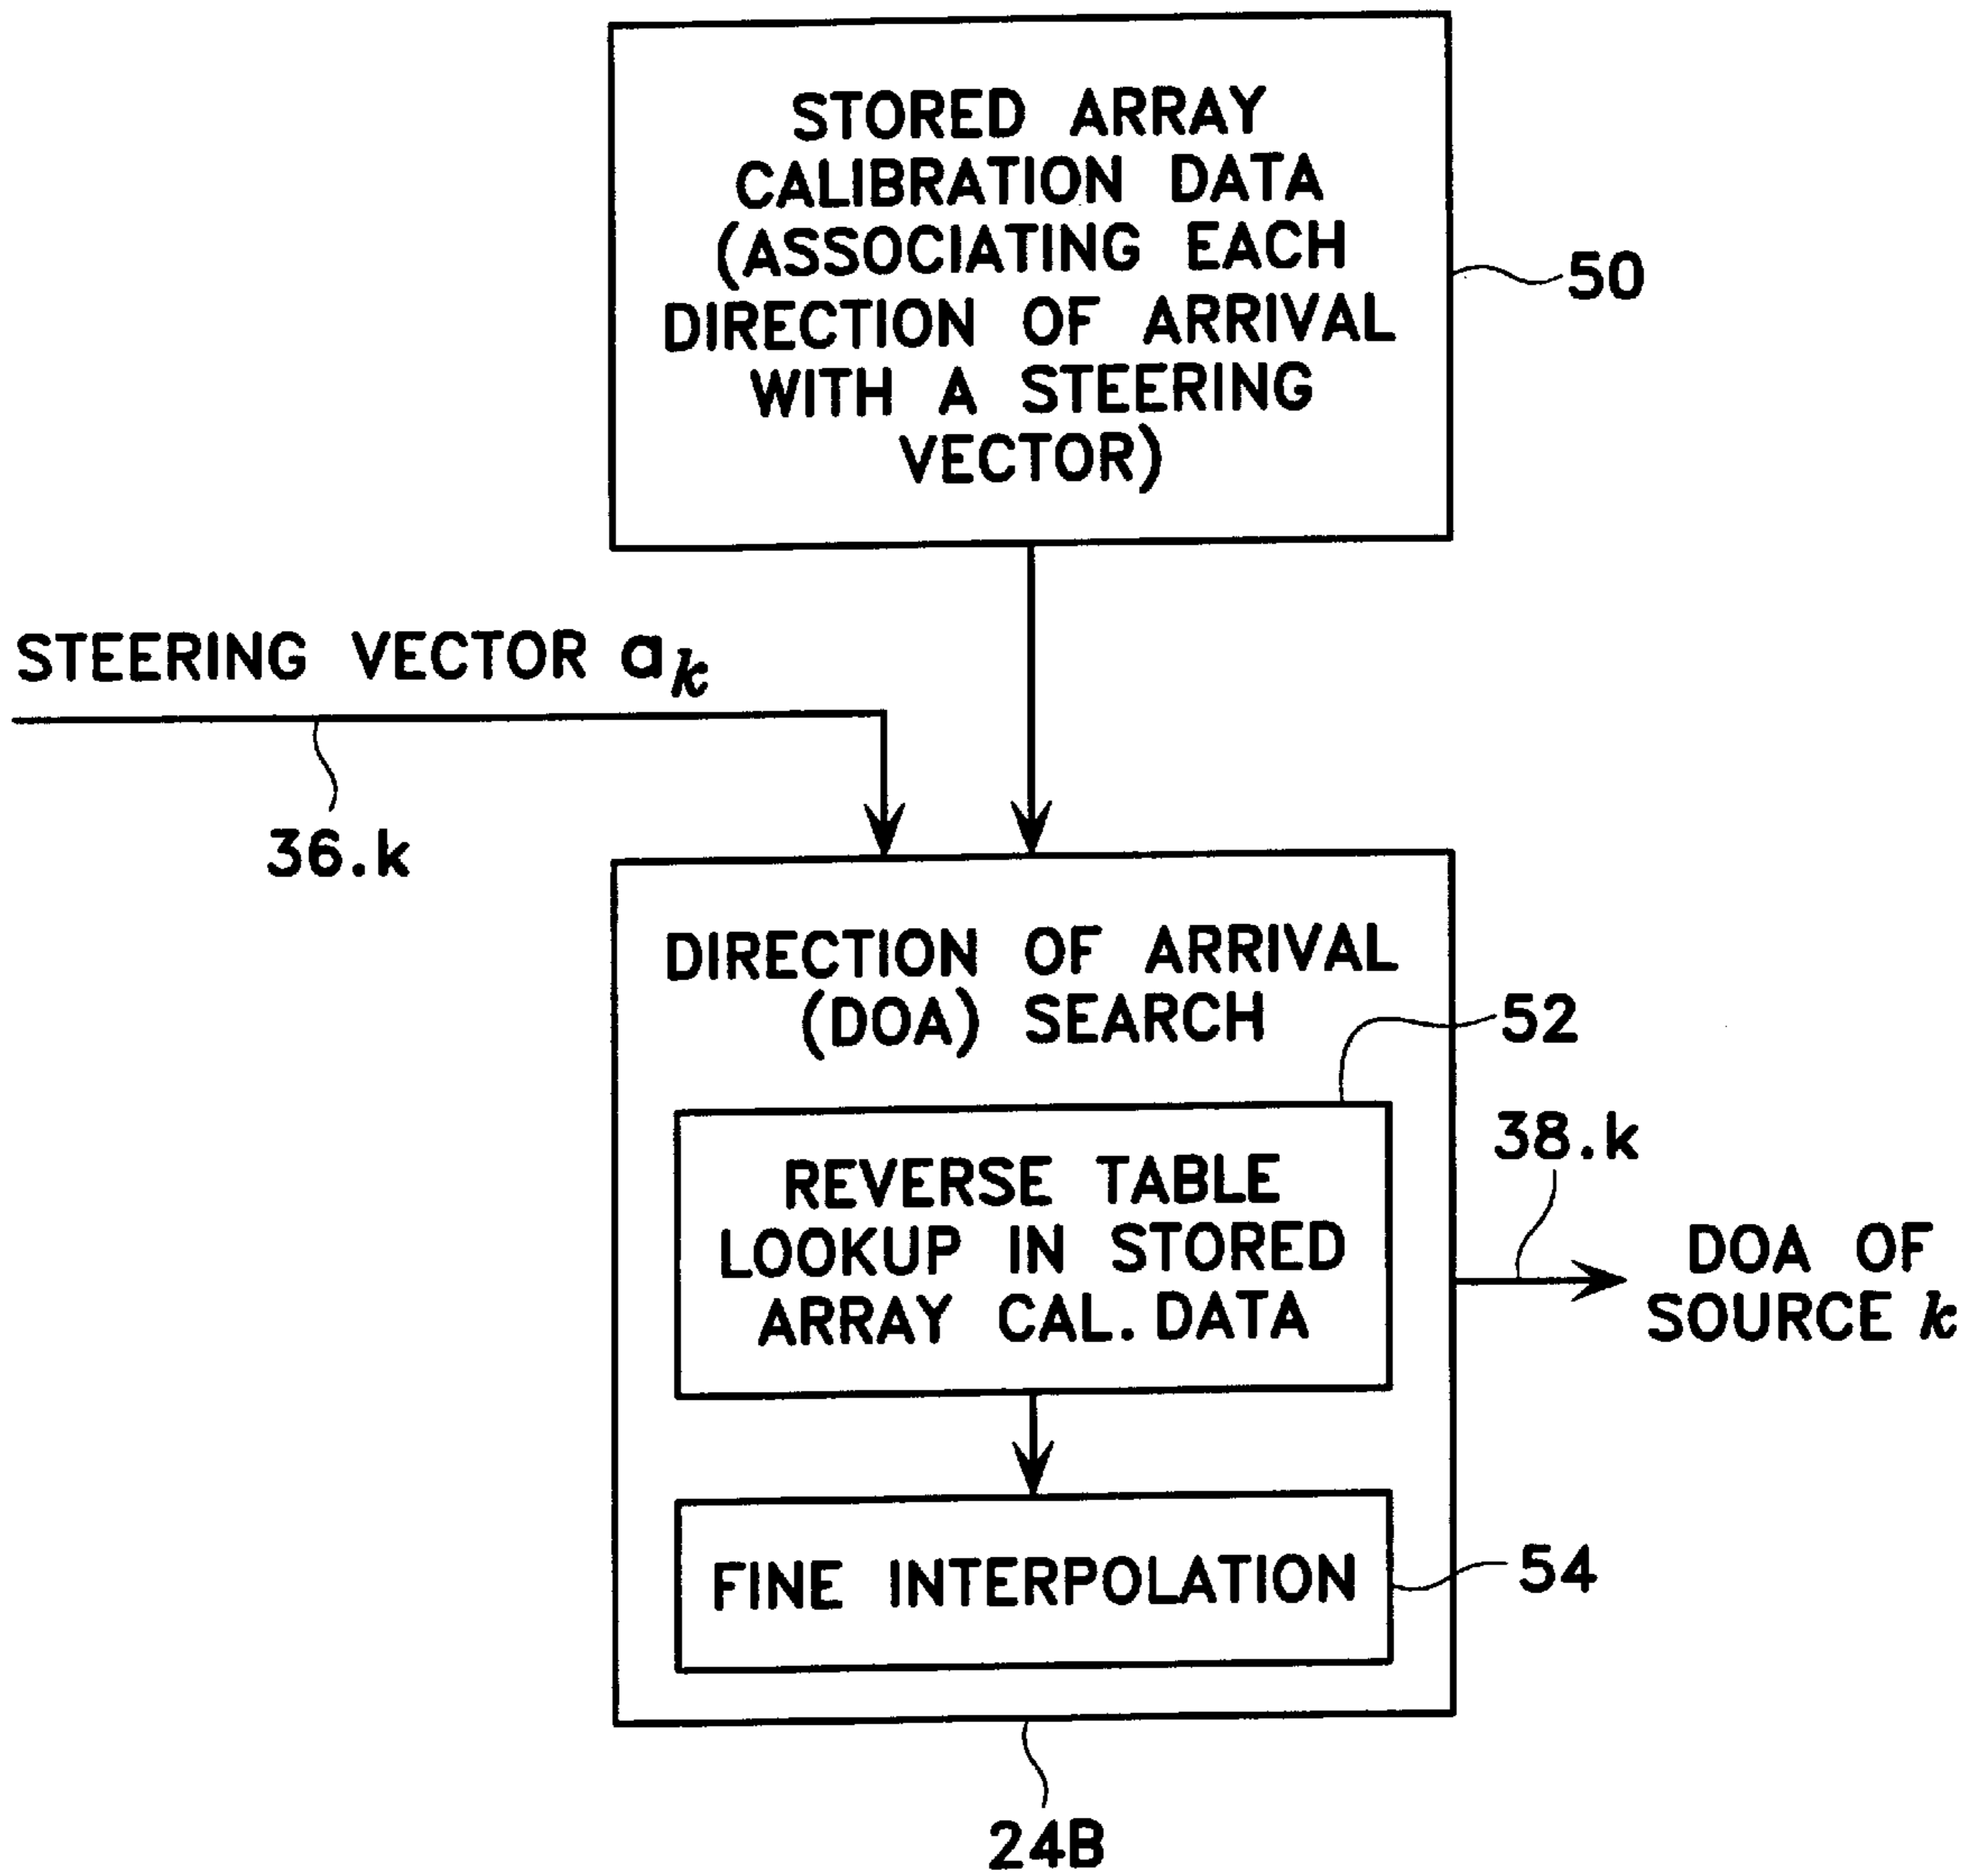 STORED ARRAY
CALIBRATION DATA
(ASSOCIATING EACH
DIRECTION OF ARRIVAL
WITH A STEERING
VECTOR)
50
STEERING VECTOR ak
36.k
DIRECTION OF ARRIVAL
(DOA) SEARCH
52
REVERSE TABLE
LOOKUP IN STORED
ARRAY CAL. DATA
38.k
DOA OF
SOURCE k
FINE INTERPOLATION
54
24B